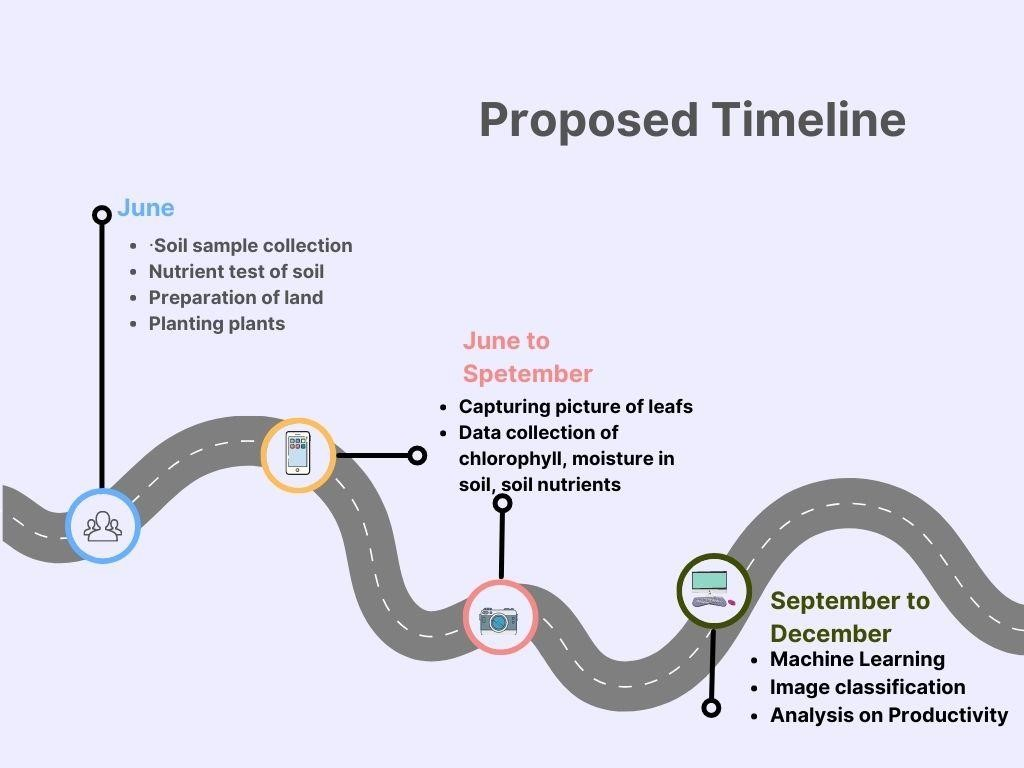 Proposed Timeline
June
• ·Soil sample collection
• Nutrient test of soil
• Preparation of land
• Planting plants
June to
Spetember
• Capturing picture of leafs
• Data collection of
chlorophyll, moisture in
soil, soil nutrients
September to
December
• Machine Learning
• Image classification
• Analysis on Productivity